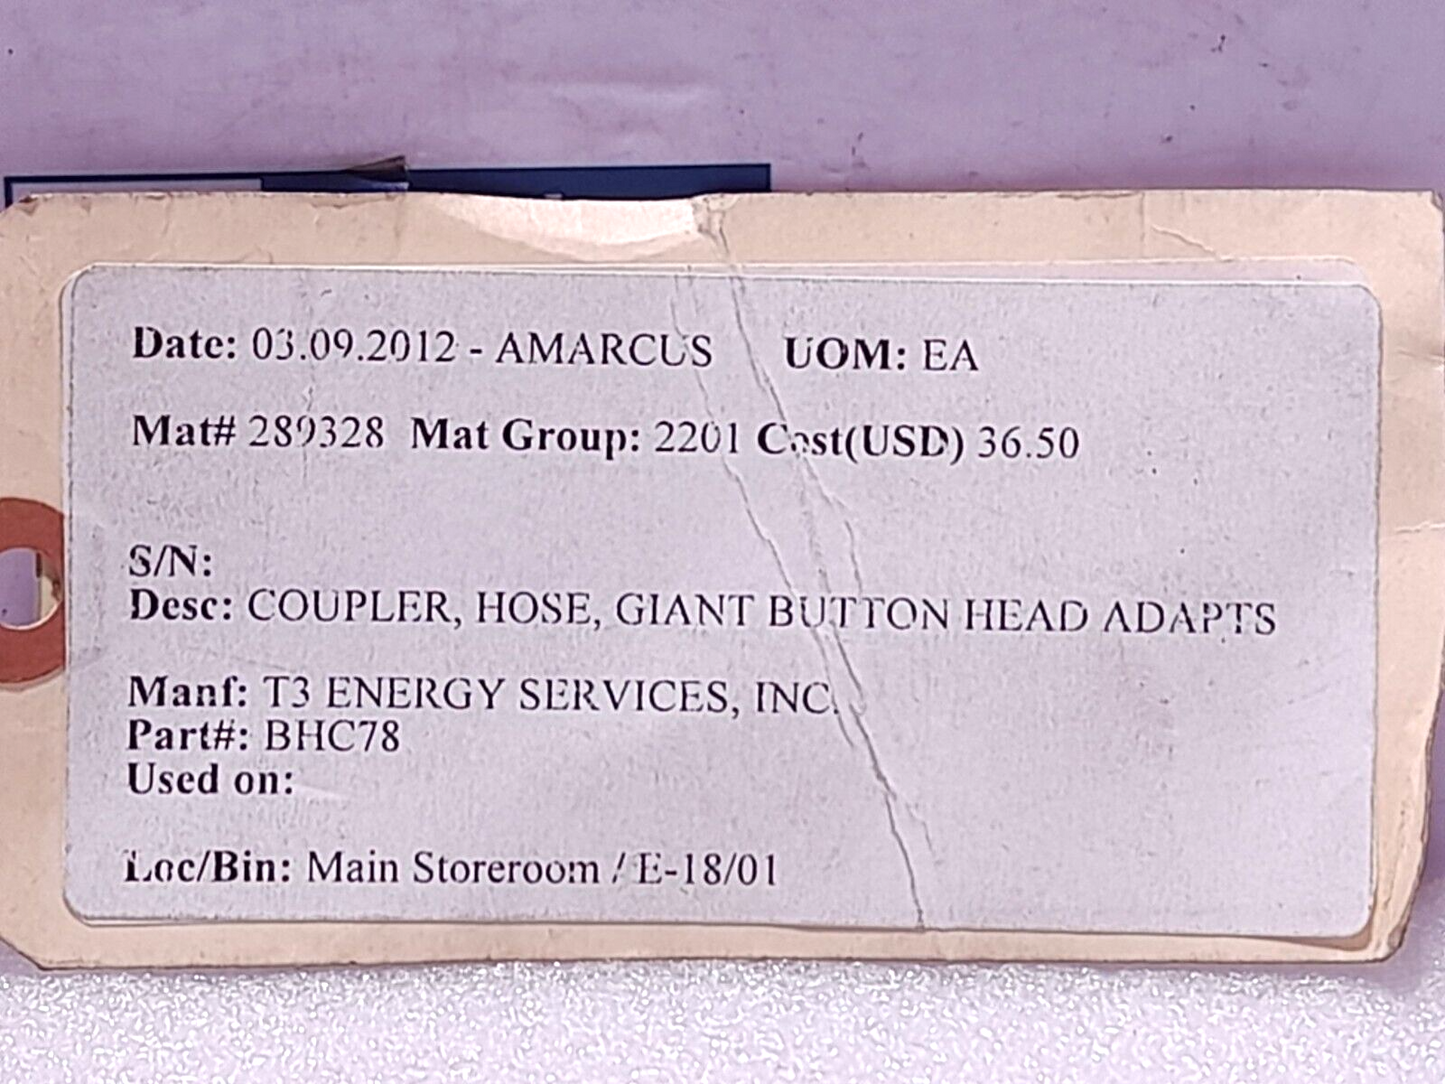 Date: 03.09.2012 - AMARCUS UOM: EA
Mat# 289328 Mat Group: 2201 Cost(USD) 36.50
S/N:
Desc: COUPLER, HOSE, GIANT BUTTON HEAD ADAPTS
Manf: T3 ENERGY SERVICES, INC.
Part#: BHC78
Used on:
Loc/Bin: Main Storeroom / E-18/01